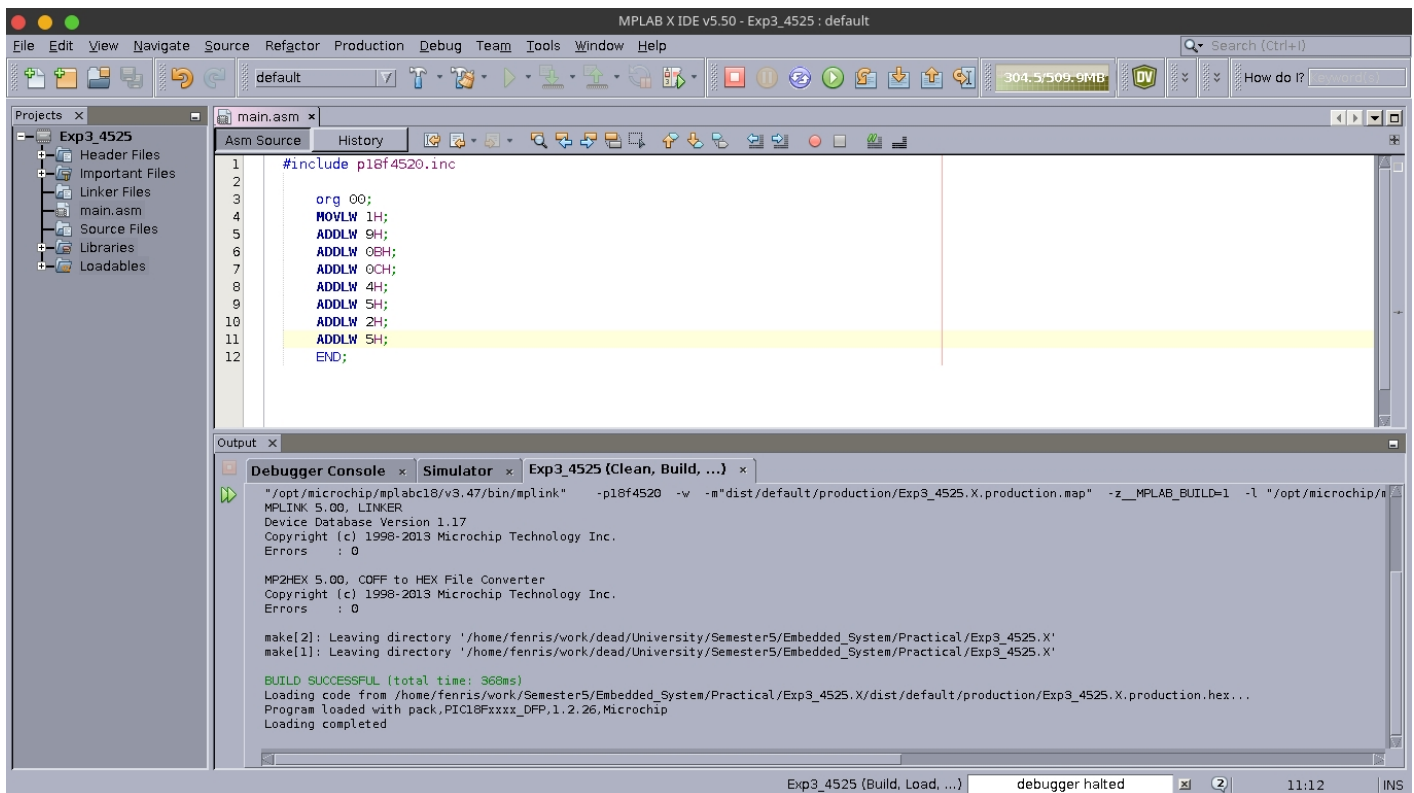 MPLAB X IDE v5.50 - Exp3_4525 : default
File Edit View Navigate Source Refactor Production Debug Team Tools Window Help
Search (Ctrl+I)
default
304.5/509.9MB
DV
How do I? Keyword(s)
Projects
Exp3_4525
Header Files
Important Files
Linker Files
main.asm
Source Files
Libraries
Loadables
main.asm
Asm Source History
1 #include p18f4520.inc
2
3 org 00;
4 MOVLW 1H;
5 ADDLW 9H;
6 ADDLW 0BH;
7 ADDLW 0CH;
8 ADDLW 4H;
9 ADDLW 5H;
10 ADDLW 2H;
11 ADDLW 5H;
12 END;
Output
Debugger Console Simulator Exp3_4525 (Clean, Build, ...)
"/opt/microchip/mplabc18/v3.47/bin/mplink" -p18f4520 -w -m"dist/default/production/Exp3_4525.X.production.map" -z__MPLAB_BUILD=1 -l "/opt/microchip/m
MPLINK 5.00, LINKER
Device Database Version 1.17
Copyright (c) 1998-2013 Microchip Technology Inc.
Errors : 0
MP2HEX 5.00, COFF to HEX File Converter
Copyright (c) 1998-2013 Microchip Technology Inc.
Errors : 0
make[2]: Leaving directory '/home/fenris/work/dead/University/Semester5/Embedded_System/Practical/Exp3_4525.X'
make[1]: Leaving directory '/home/fenris/work/dead/University/Semester5/Embedded_System/Practical/Exp3_4525.X'
BUILD SUCCESSFUL (total time: 368ms)
Loading code from /home/fenris/work/Semester5/Embedded_System/Practical/Exp3_4525.X/dist/default/production/Exp3_4525.X.production.hex...
Program loaded with pack,PIC18Fxxxx_DFP,1.2.26,Microchip
Loading completed
Exp3_4525 (Build, Load, ...) debugger halted 2 11:12 INS